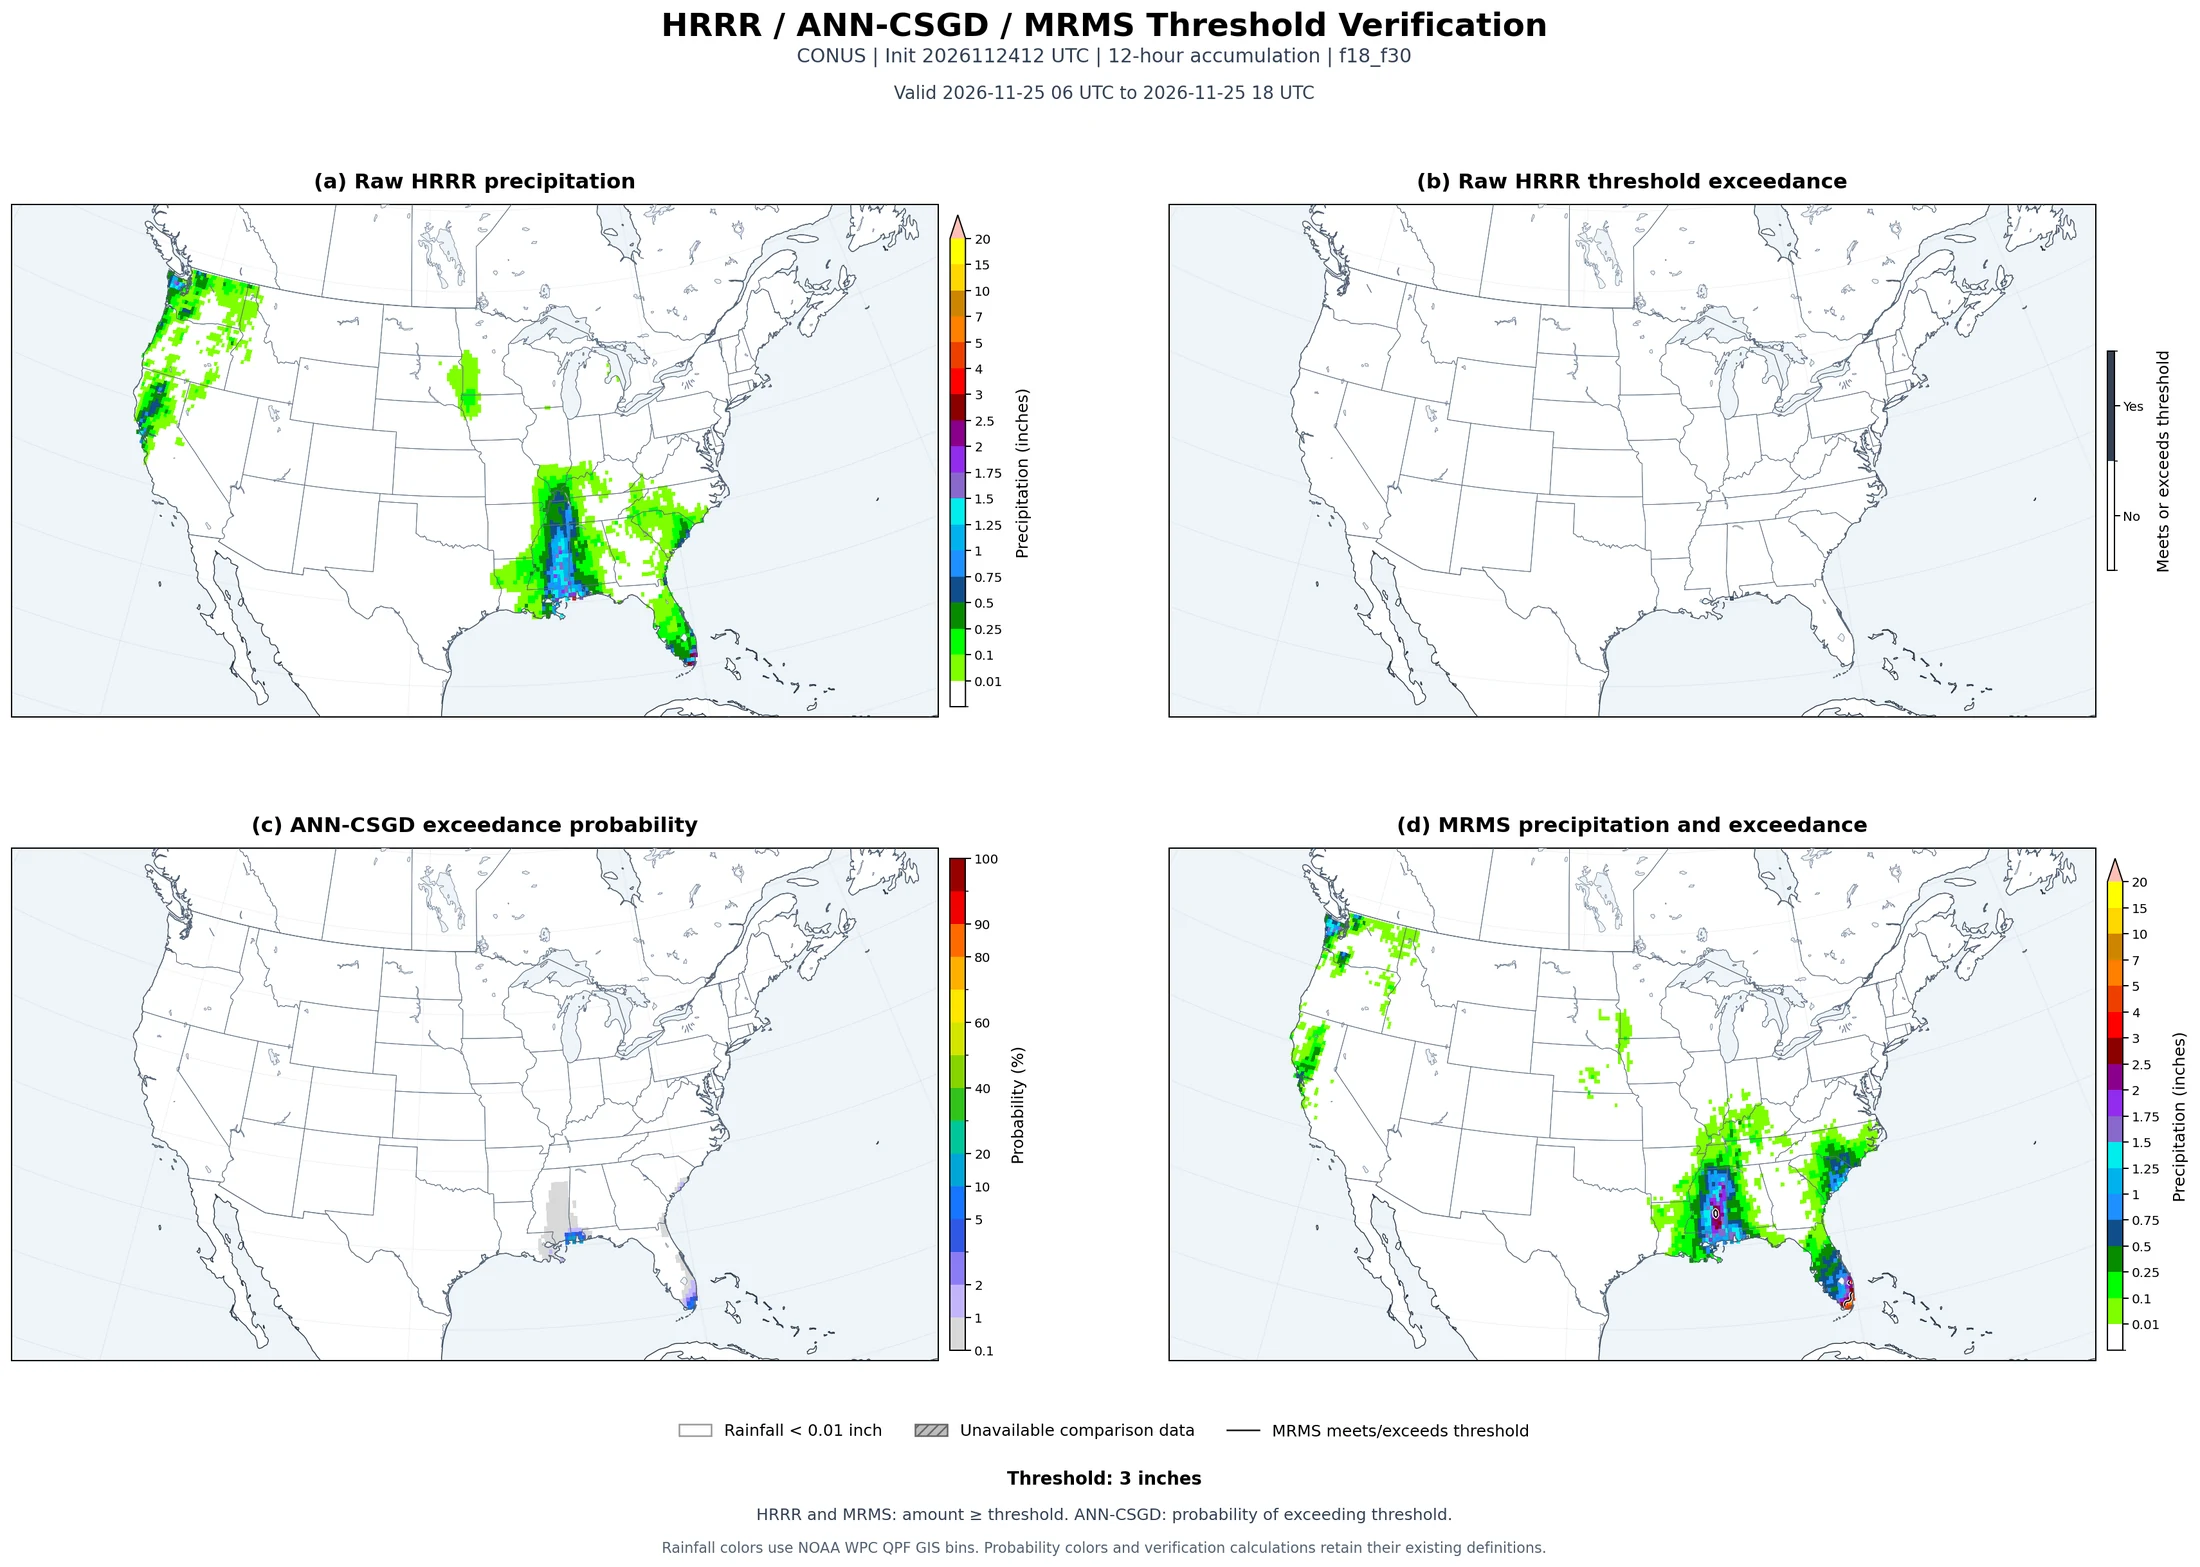 HRRR / ANN-CSGD / MRMS Threshold Verification
CONUS | Init 2026112412 UTC | 12-hour accumulation | f18_f30
Valid 2026-11-25 06 UTC to 2026-11-25 18 UTC
(a) Raw HRRR precipitation
20
15
10
7
5
4
3
2.5
2
1.75
1.5
1.25
1
0.75
0.5
0.25
0.1
0.01
Precipitation (inches)
(b) Raw HRRR threshold exceedance
Yes
No
Meets or exceeds threshold
(c) ANN-CSGD exceedance probability
100
90
80
60
40
20
10
5
2
1
0.1
Probability (%)
(d) MRMS precipitation and exceedance
20
15
10
7
5
4
3
2.5
2
1.75
1.5
1.25
1
0.75
0.5
0.25
0.1
0.01
Precipitation (inches)
Rainfall < 0.01 inch
Unavailable comparison data
MRMS meets/exceeds threshold
Threshold: 3 inches
HRRR and MRMS: amount ≥ threshold. ANN-CSGD: probability of exceeding threshold.
Rainfall colors use NOAA WPC QPF GIS bins. Probability colors and verification calculations retain their existing definitions.